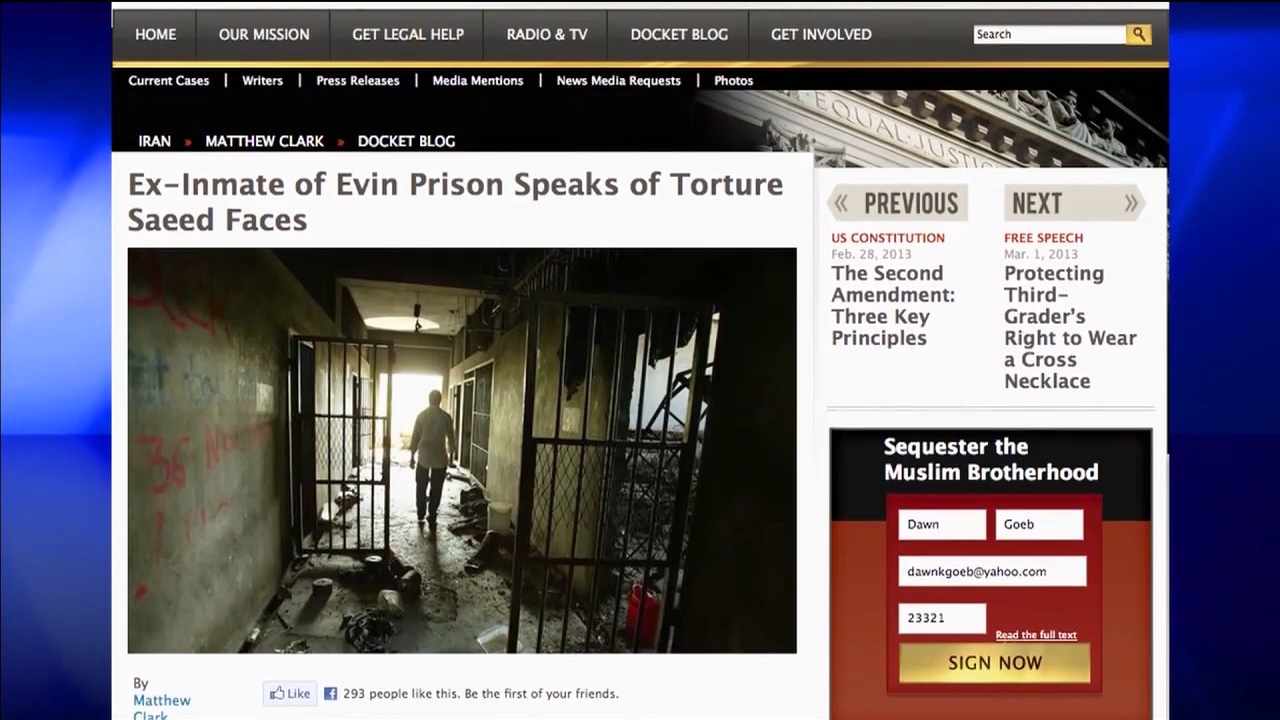 HOME OUR MISSION GET LEGAL HELP RADIO & TV DOCKET BLOG GET INVOLVED Search
Current Cases | Writers | Press Releases | Media Mentions | News Media Requests | Photos
EQUAL JUSTICE
IRAN » MATTHEW CLARK » DOCKET BLOG
Ex-Inmate of Evin Prison Speaks of Torture
Saeed Faces
« PREVIOUS
US CONSTITUTION
Feb. 28, 2013
The Second
Amendment:
Three Key
Principles
NEXT »
FREE SPEECH
Mar. 1, 2013
Protecting
Third-
Grader's
Right to Wear
a Cross
Necklace
Sequester the
Muslim Brotherhood
Dawn Goeb
dawnkgoeb@yahoo.com
23321
Read the full text
SIGN NOW
36
By
Matthew
Clark
Like 293 people like this. Be the first of your friends.